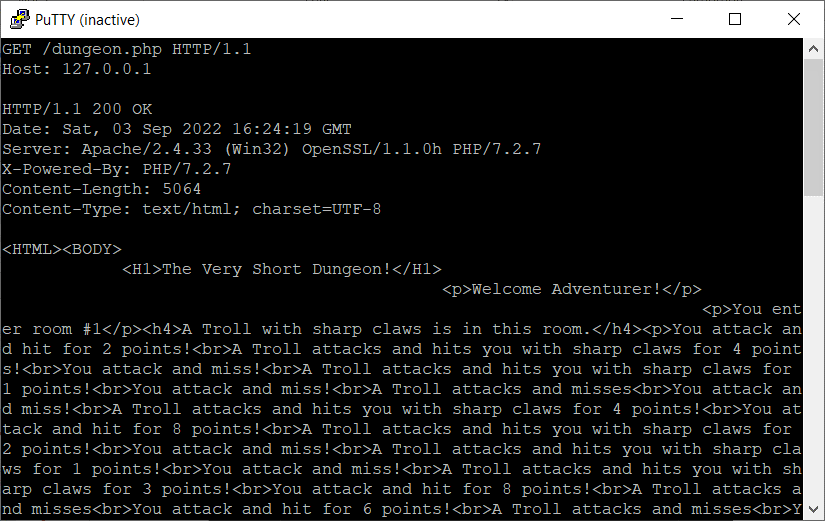 PuTTY (inactive)
GET /dungeon.php HTTP/1.1
Host: 127.0.0.1
HTTP/1.1 200 OK
Date: Sat, 03 Sep 2022 16:24:19 GMT
Server: Apache/2.4.33 (Win32) OpenSSL/1.1.0h PHP/7.2.7
X-Powered-By: PHP/7.2.7
Content-Length: 5064
Content-Type: text/html; charset=UTF-8
<HTML><BODY>
<H1>The Very Short Dungeon!</H1>
<p>Welcome Adventurer!</p>
<p>You ent
er room #1</p><h4>A Troll with sharp claws is in this room.</h4><p>You attack an
d hit for 2 points!<br>A Troll attacks and hits you with sharp claws for 4 point
s!<br>You attack and miss!<br>A Troll attacks and hits you with sharp claws for
1 points!<br>You attack and miss!<br>A Troll attacks and misses<br>You attack an
d miss!<br>A Troll attacks and hits you with sharp claws for 4 points!<br>You at
tack and hit for 8 points!<br>A Troll attacks and hits you with sharp claws for
2 points!<br>You attack and miss!<br>A Troll attacks and hits you with sharp cla
ws for 1 points!<br>You attack and miss!<br>A Troll attacks and hits you with sh
arp claws for 3 points!<br>You attack and hit for 8 points!<br>A Troll attacks a
nd misses<br>You attack and hit for 6 points!<br>A Troll attacks and misses<br>Y